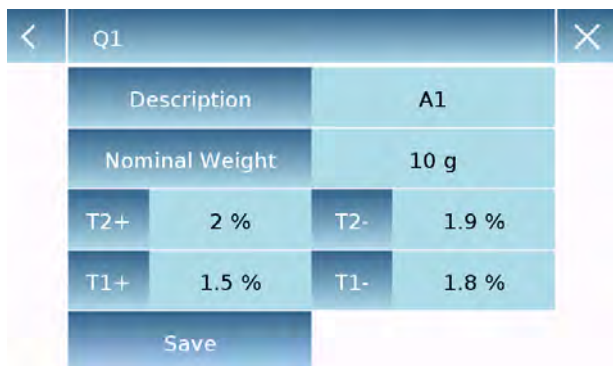 Q1
Description A1
Nominal Weight 10 g
T2+ 2 % T2- 1.9 %
T1+ 1.5 % T1- 1.8 %
Save